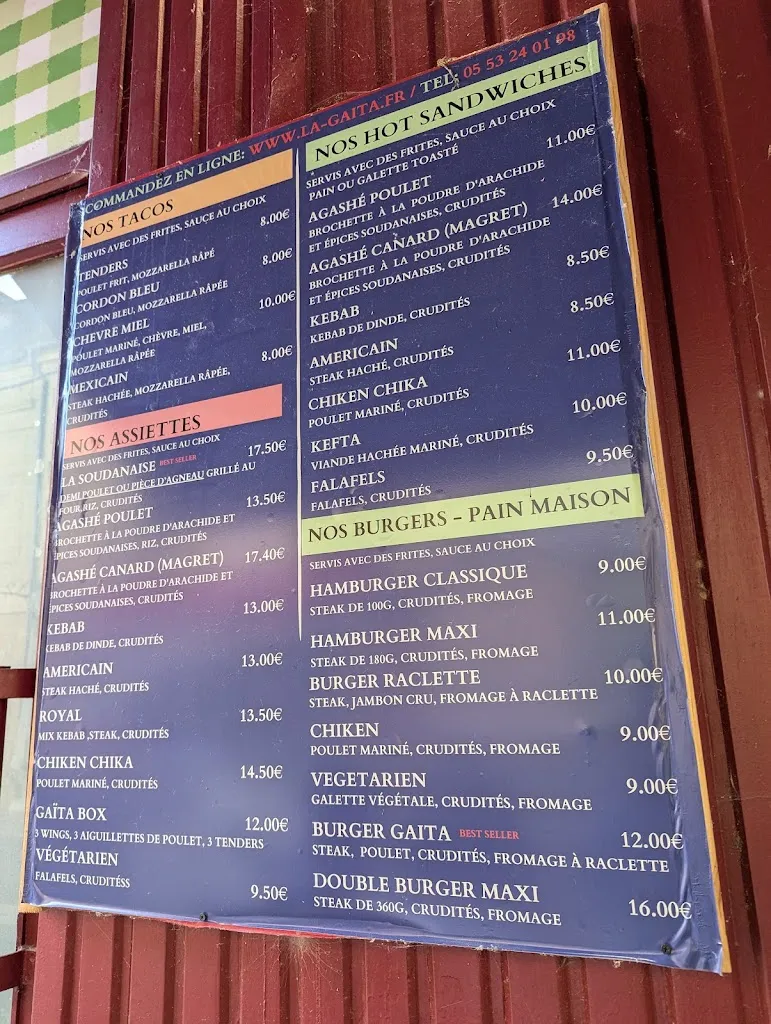 COMMANDEZ EN LIGNE: WWW.LA-GAITA.FR / TEL: 05 53 24 01 98
NOS TACOS
SERVIS AVEC DES FRITES, SAUCE AU CHOIX
TENDERS 8.00€
POULET FRIT, MOZZARELLA RÂPÉ
CORDON BLEU 8.00€
CORDON BLEU, MOZZARELLA RÂPÉE
CHEVRE MIEL 10.00€
POULET MARINÉ, CHÈVRE, MIEL,
MOZZARELLA RÂPÉE
MEXICAIN 8.00€
STEAK HACHÉE, MOZZARELLA RÂPÉE,
CRUDITÉS
NOS ASSIETTES
SERVIS AVEC DES FRITES, SAUCE AU CHOIX
LA SOUDANAISE BEST SELLER 17.50€
DEMI POULET OU PIÈCE D'AGNEAU GRILLÉ AU
FOUR,RIZ, CRUDITÉS
AGASHÉ POULET 13.50€
BROCHETTE À LA POUDRE D'ARACHIDE ET
ÉPICES SOUDANAISES, RIZ, CRUDITÉS
AGASHÉ CANARD (MAGRET) 17.40€
BROCHETTE À LA POUDRE D'ARACHIDE ET
ÉPICES SOUDANAISES, CRUDITÉS
KEBAB 13.00€
KEBAB DE DINDE, CRUDITÉS
AMERICAIN 13.00€
STEAK HACHÉ, CRUDITÉS
ROYAL 13.50€
MIX KEBAB ,STEAK, CRUDITÉS
CHIKEN CHIKA 14.50€
POULET MARINÉ, CRUDITÉS
GAÏTA BOX 12.00€
3 WINGS, 3 AIGUILLETTES DE POULET, 3 TENDERS
VÉGÉTARIEN
FALAFELS, CRUDITÉSS 9.50€
NOS HOT SANDWICHES
SERVIS AVEC DES FRITES, SAUCE AU CHOIX
PAIN OU GALETTE TOASTÉ
AGASHÉ POULET 11.00€
BROCHETTE À LA POUDRE D'ARACHIDE
ET ÉPICES SOUDANAISES, CRUDITÉS
AGASHÉ CANARD (MAGRET) 14.00€
BROCHETTE À LA POUDRE D'ARACHIDE
ET ÉPICES SOUDANAISES, CRUDITÉS
KEBAB 8.50€
KEBAB DE DINDE, CRUDITÉS
AMERICAIN 8.50€
STEAK HACHÉ, CRUDITÉS
CHIKEN CHIKA 11.00€
POULET MARINÉ, CRUDITÉS
KEFTA 10.00€
VIANDE HACHÉE MARINÉ, CRUDITÉS
FALAFELS 9.50€
FALAFELS, CRUDITÉS
NOS BURGERS - PAIN MAISON
SERVIS AVEC DES FRITES, SAUCE AU CHOIX
HAMBURGER CLASSIQUE 9.00€
STEAK DE 100G, CRUDITÉS, FROMAGE
HAMBURGER MAXI 11.00€
STEAK DE 180G, CRUDITÉS, FROMAGE
BURGER RACLETTE 10.00€
STEAK, JAMBON CRU, FROMAGE À RACLETTE
CHIKEN 9.00€
POULET MARINÉ, CRUDITÉS, FROMAGE
VEGETARIEN 9.00€
GALETTE VÉGÉTALE, CRUDITÉS, FROMAGE
BURGER GAITA BEST SELLER 12.00€
STEAK, POULET, CRUDITÉS, FROMAGE À RACLETTE
DOUBLE BURGER MAXI 16.00€
STEAK DE 360G, CRUDITÉS, FROMAGE